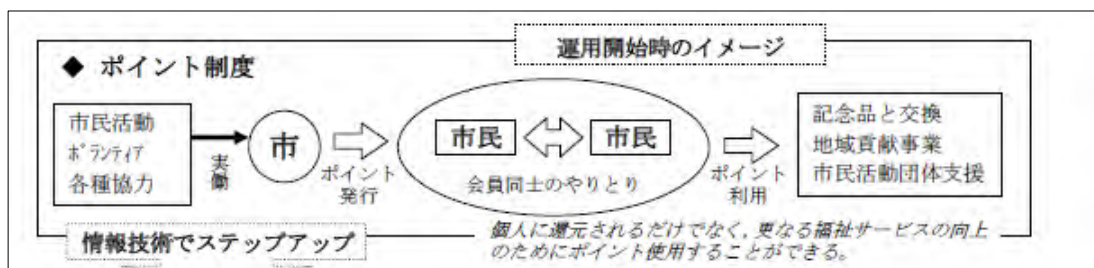 運用開始時のイメージ
◆ ポイント制度
市民活動
ボランティア
各種協力
実働
市
ポイント
発行
市民
市民
会員同士のやりとり
ポイント
利用
記念品と交換
地域貢献事業
市民活動団体支援
情報技術でステップアップ
個人に還元されるだけでなく，更なる福祉サービスの向上
のためにポイント使用することができる。